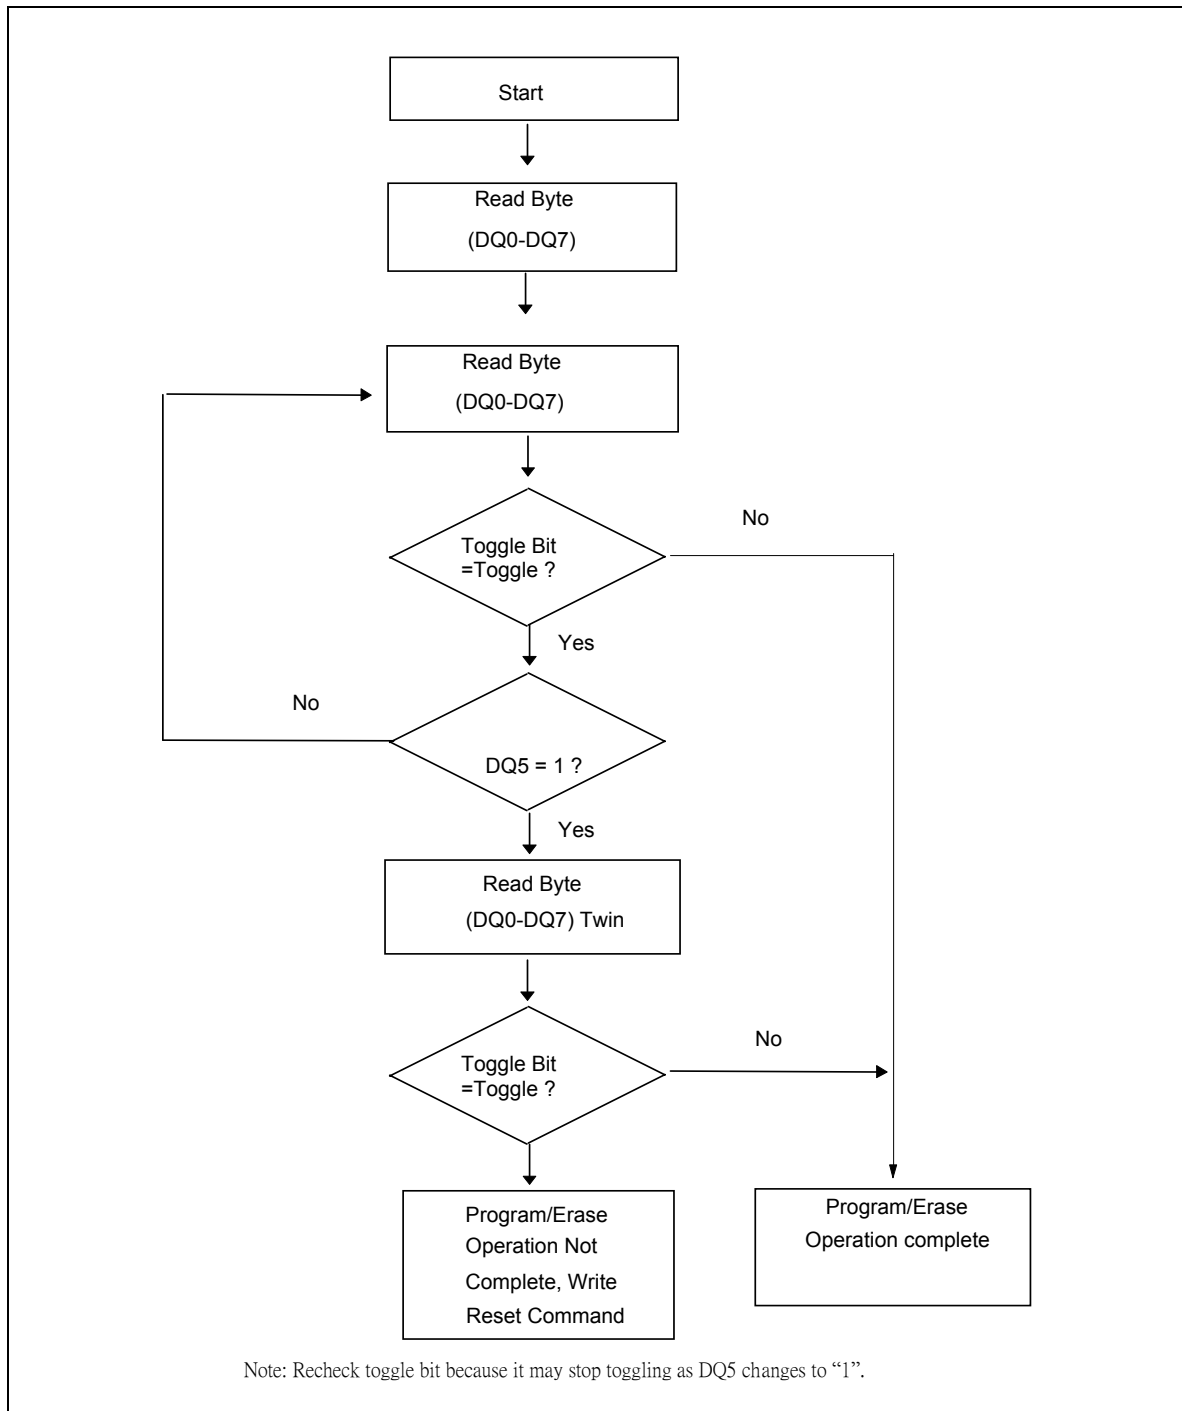 Start
Read Byte
(DQ0-DQ7)
Read Byte
(DQ0-DQ7)
No
Toggle Bit
=Toggle ?
Yes
No
DQ5 = 1 ?
Yes
Read Byte
(DQ0-DQ7) Twin
No
Toggle Bit
=Toggle ?
Program/Erase
Operation Not
Complete, Write
Reset Command
Program/Erase
Operation complete
Note: Recheck toggle bit because it may stop toggling as DQ5 changes to “1”.